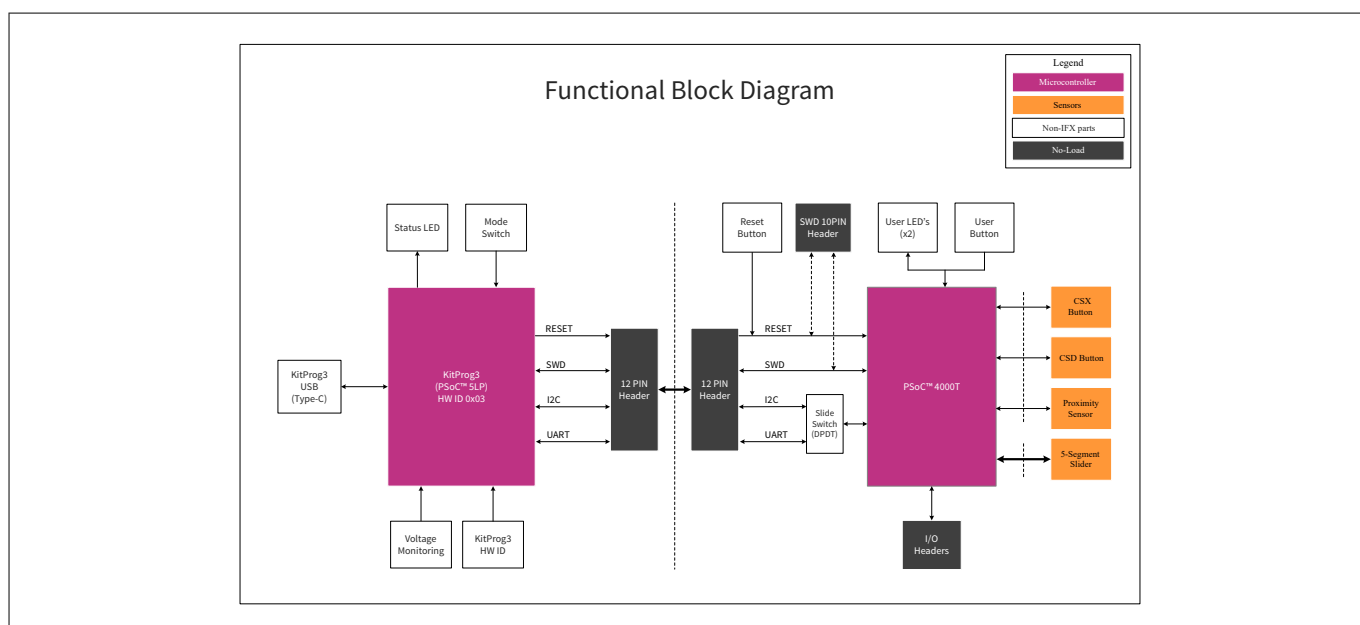 Functional Block Diagram
Legend
Microcontroller
Sensors
Non-IFX parts
No-Load
Status LED
Mode
Switch
Reset
Button
SWD 10PIN
Header
User LED's
(x2)
User
Button
KitProg3
USB
(Type-C)
KitProg3
(PSoC™ 5LP)
HW ID 0x03
RESET
SWD
I2C
UART
12 PIN
Header
12 PIN
Header
RESET
SWD
I2C
UART
Slide
Switch
(DPDT)
PSoC™ 4000T
CSX
Button
CSD Button
Proximity
Sensor
5-Segment
Slider
Voltage
Monitoring
KitProg3
HW ID
I/O
Headers